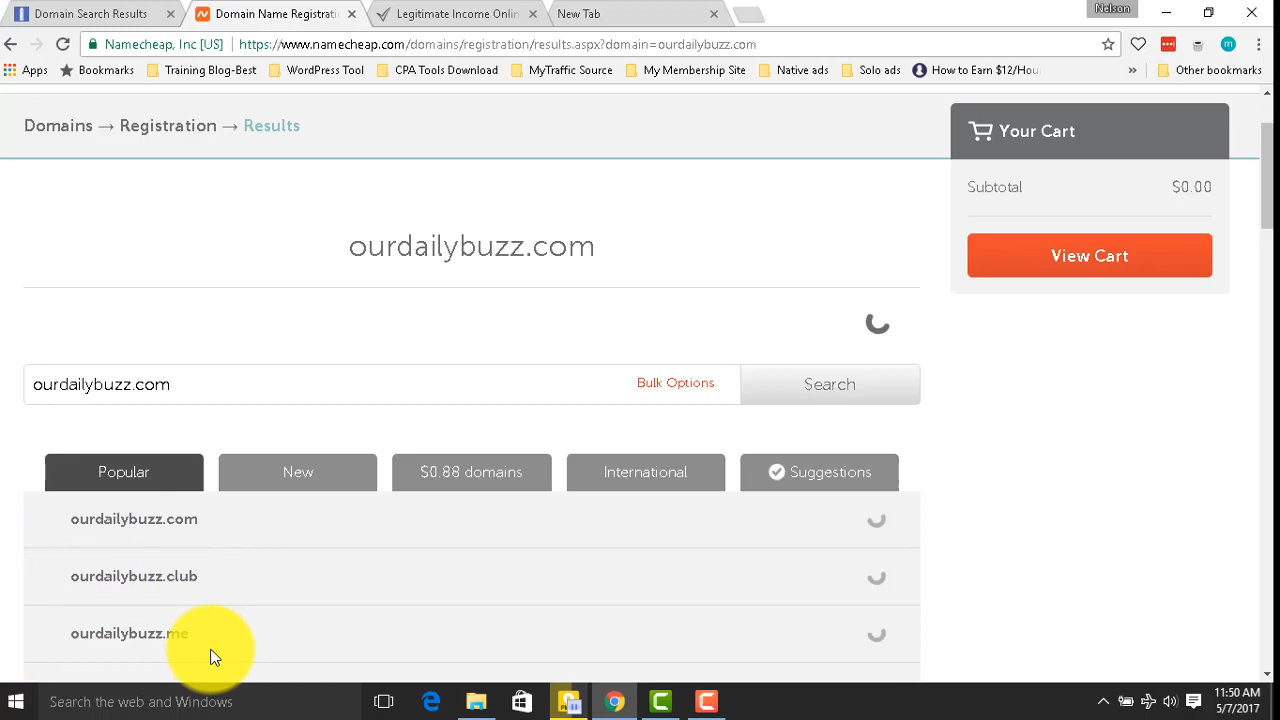 Domain Search Results
Domain Name Registrati
Legitimate Income Onlin
New Tab
Nelson
Namecheap, Inc [US]
https://www.namecheap.com/domains/registration/results.aspx?domain=ourdailybuzz.com
m
Apps
Bookmarks
Training Blog-Best
WordPress Tool
CPA Tools Download
MyTraffic Source
My Membership Site
Native ads
Solo ads
How to Earn $12/Hour
»
Other bookmarks
Domains → Registration → Results
Your Cart
Subtotal $0.00
View Cart
ourdailybuzz.com
ourdailybuzz.com
Bulk Options
Search
Popular
New
$0.88 domains
International
Suggestions
ourdailybuzz.com
ourdailybuzz.club
ourdailybuzz.me
Search the web and Windows
11:50 AM
5/7/2017